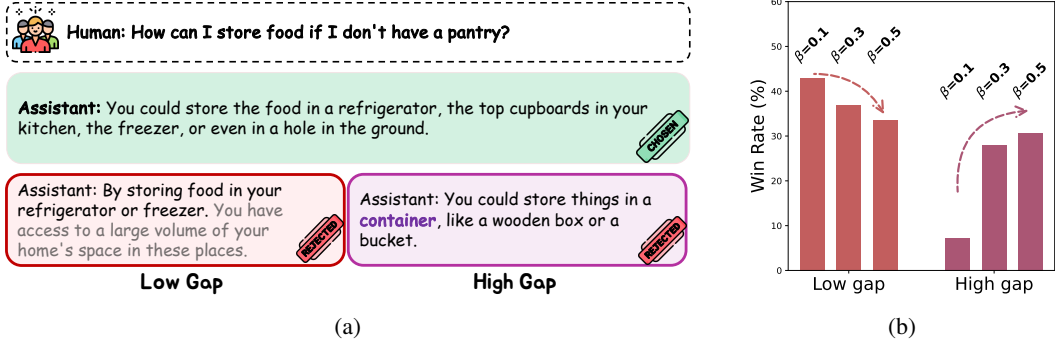 Human: How can I store food if I don't have a pantry?
Assistant: You could store the food in a refrigerator, the top cupboards in your
kitchen, the freezer, or even in a hole in the ground.
CHOSEN
Assistant: By storing food in your
refrigerator or freezer. You have
access to a large volume of your
home's space in these places.
REJECTED
Low Gap
Assistant: You could store things in a
container, like a wooden box or a
bucket.
REJECTED
High Gap
(a)
Win Rate (%)
60
50
40
30
20
10
0
β=0.1
β=0.3
β=0.5
β=0.1
β=0.3
β=0.5
Low gap
High gap
(b)